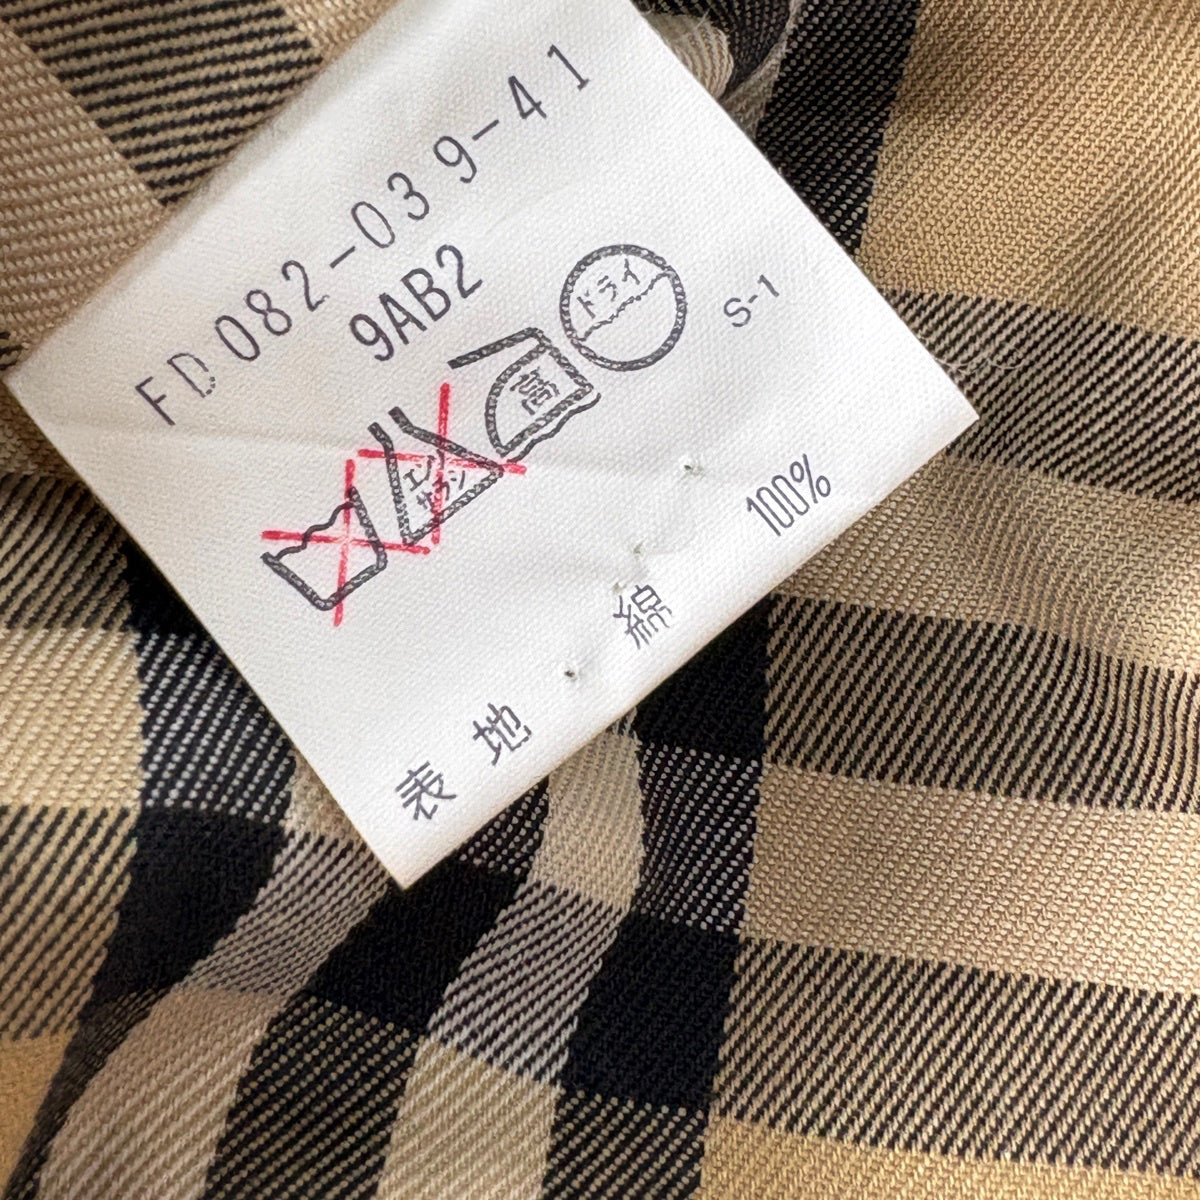 FD082-039-41
9AB2
エンソ
サラシ
高
ドライ
S-1
表地 綿 100%